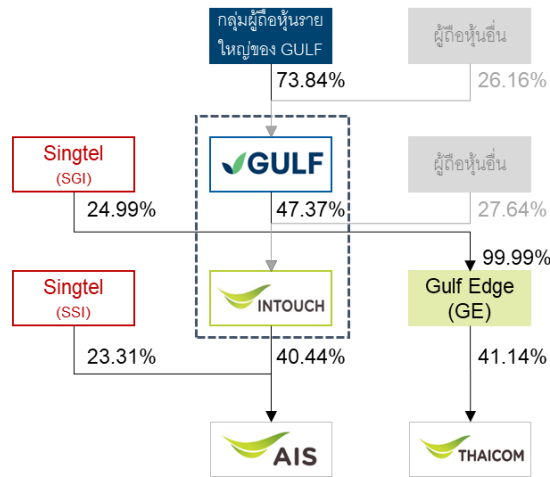 กลุ่มผู้ถือหุ้นราย
ใหญ่ของ GULF
ผู้ถือหุ้นอื่น
73.84%
26.16%
Singtel
(SGI)
GULF
ผู้ถือหุ้นอื่น
24.99%
47.37%
27.64%
99.99%
Singtel
(SSI)
INTOUCH
Gulf Edge
(GE)
23.31%
40.44%
41.14%
AIS
THAICOM